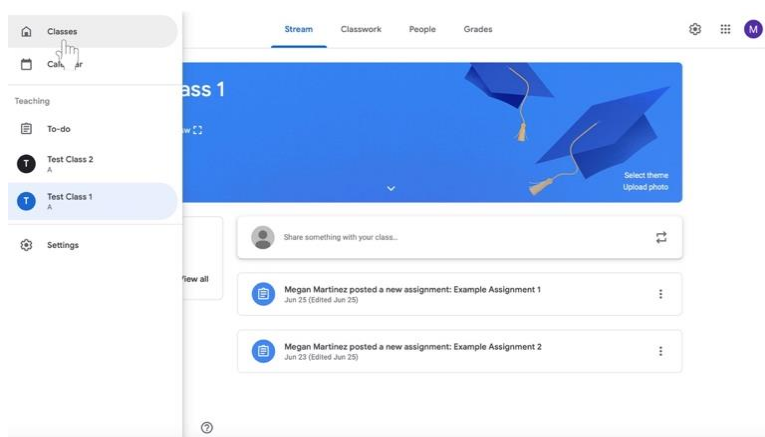 Classes
Stream Classwork People Grades
M
Teaching
To-do
T Test Class 2
A
T Test Class 1
A
Settings
ass 1
Select theme
Upload photo
Share something with your class...
View all
Megan Martinez posted a new assignment: Example Assignment 1
Jun 25 (Edited Jun 25)
Megan Martinez posted a new assignment: Example Assignment 2
Jun 23 (Edited Jun 25)